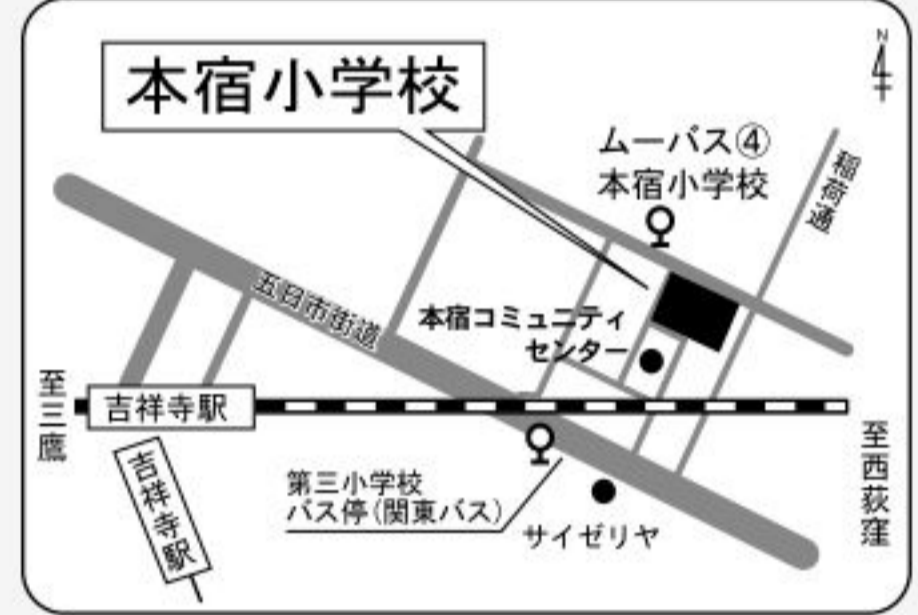 本宿小学校
N
ムーバス④
本宿小学校
稲荷通
五日市街道
本宿コミュニティ
センター
至三鷹
吉祥寺駅
吉祥寺駅
第三小学校
バス停(関東バス)
サイゼリヤ
至西荻窪